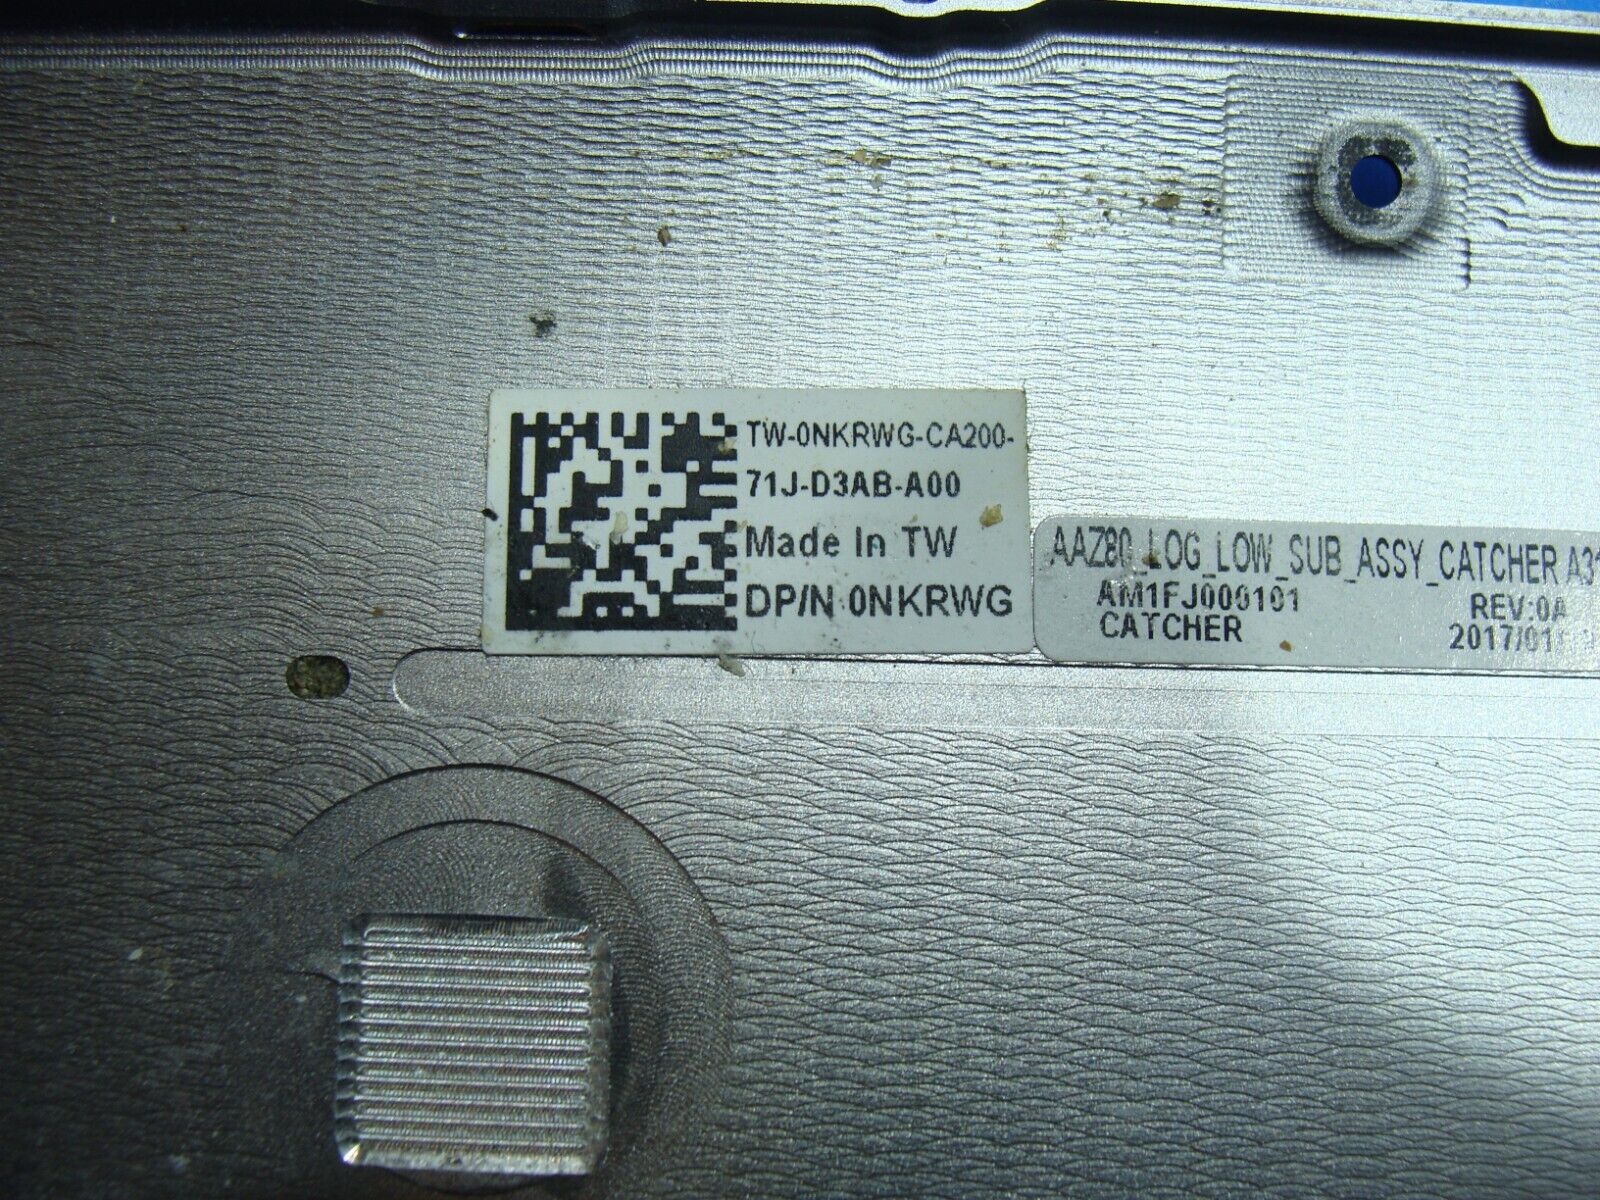 TW-0NKRWG-CA200-
71J-D3AB-A00
Made In TW
DP/N 0NKRWG
AAZ80_LOG_LOW_SUB_ASSY_CATCHER
AM1FJ000101
REV:0A
CATCHER